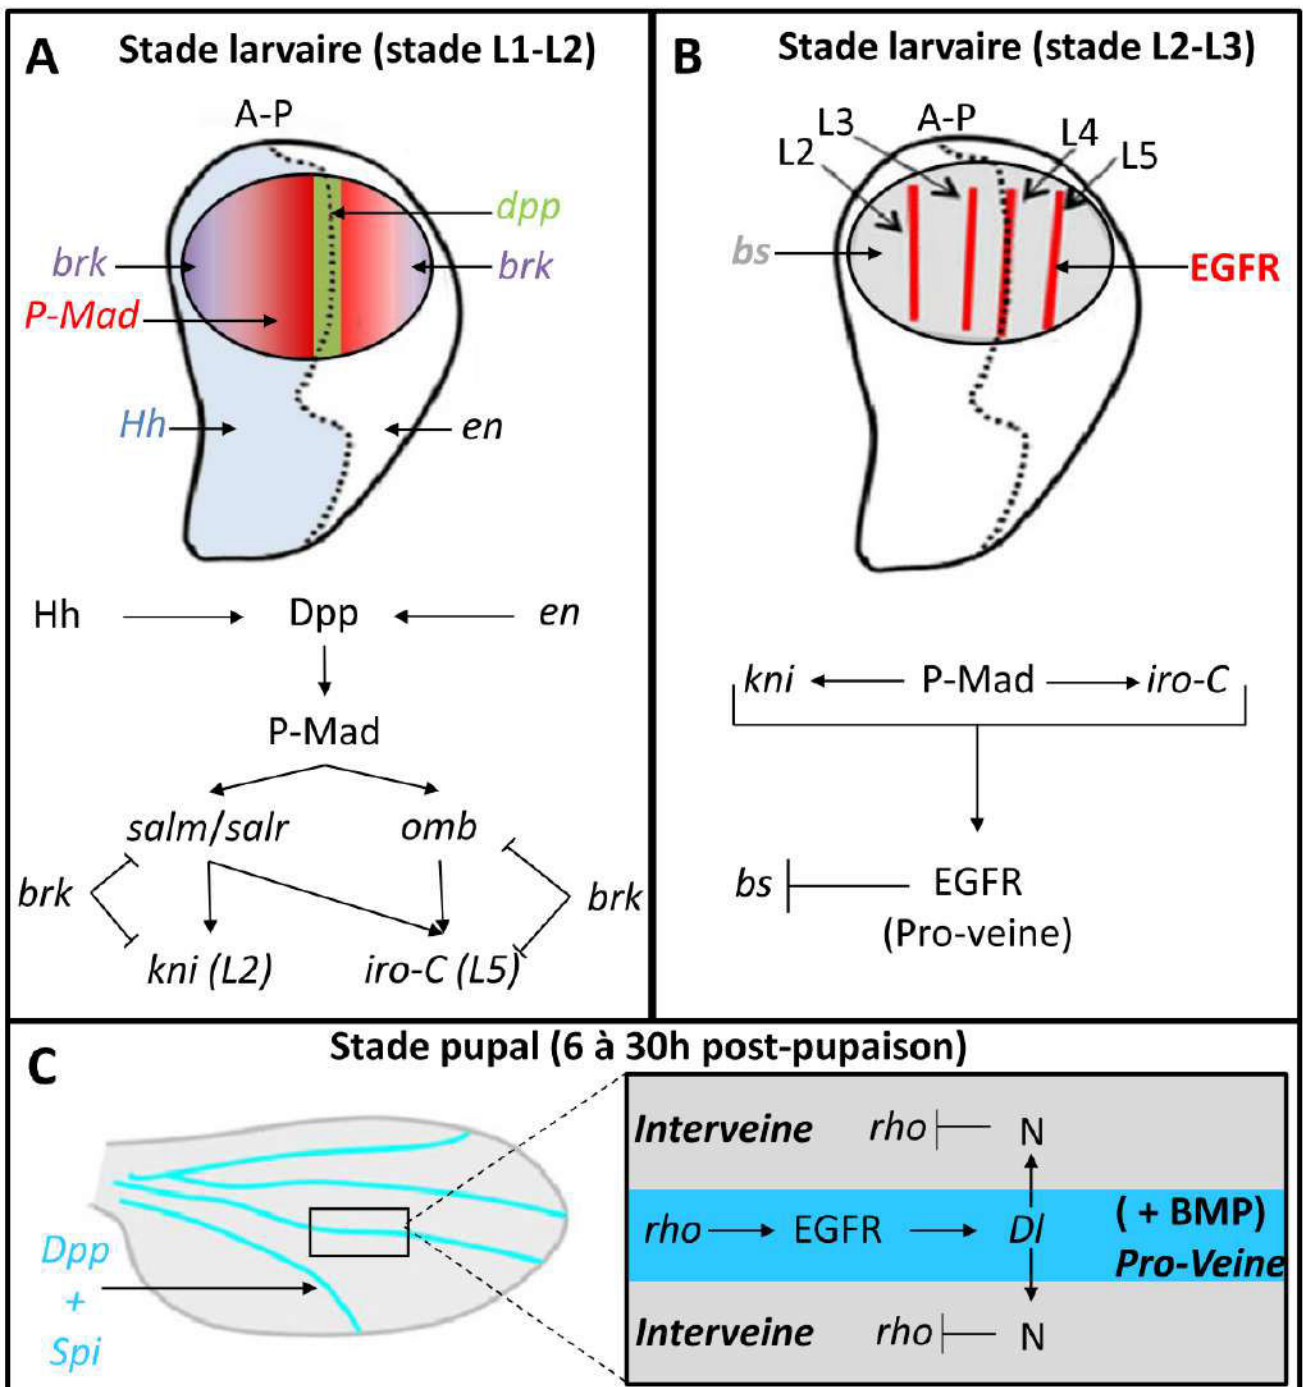 A
Stade larvaire (stade L1-L2)
A-P
dpp
brk
brk
P-Mad
Hh
en
Hh
Dpp
en
P-Mad
salm/salr
omb
brk
brk
kni (L2)
iro-C (L5)
B
Stade larvaire (stade L2-L3)
A-P
L3
L4
L2
L5
bs
EGFR
kni
P-Mad
iro-C
bs
EGFR
(Pro-veine)
C
Stade pupal (6 à 30h post-pupaison)
Dpp
+
Spi
Interveine rho N
rho EGFR Dl
( + BMP)
Pro-Veine
Interveine rho N